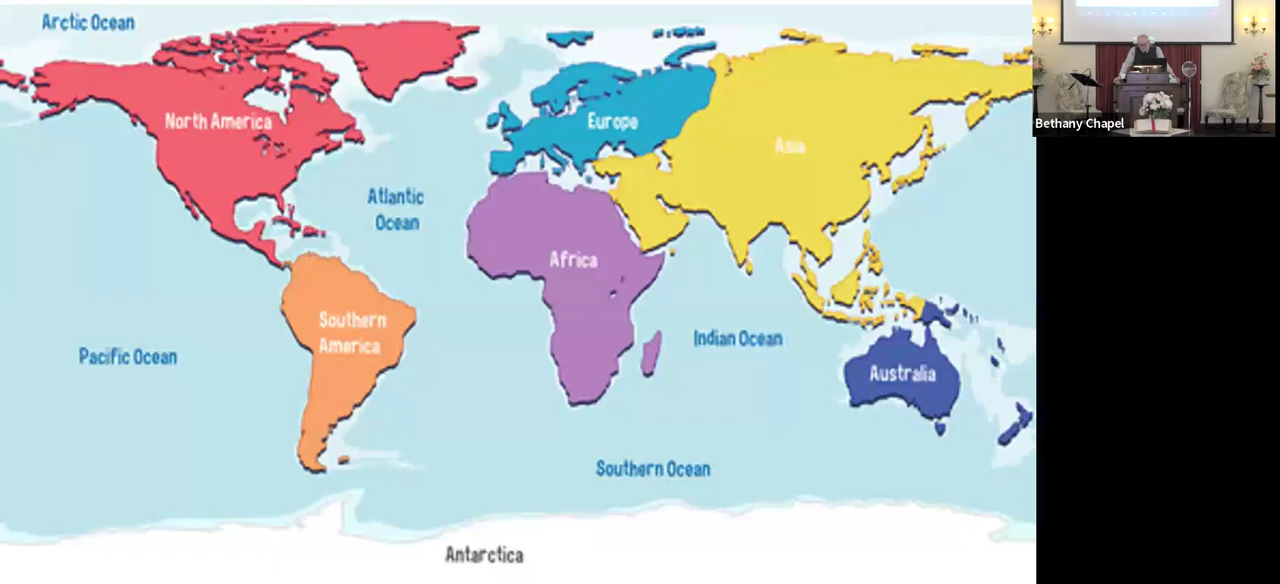 Arctic Ocean
North America
Europe
Asia
Atlantic
Ocean
Africa
Southern
America
Pacific Ocean
Indian Ocean
Australia
Southern Ocean
Antarctica
Bethany Chapel